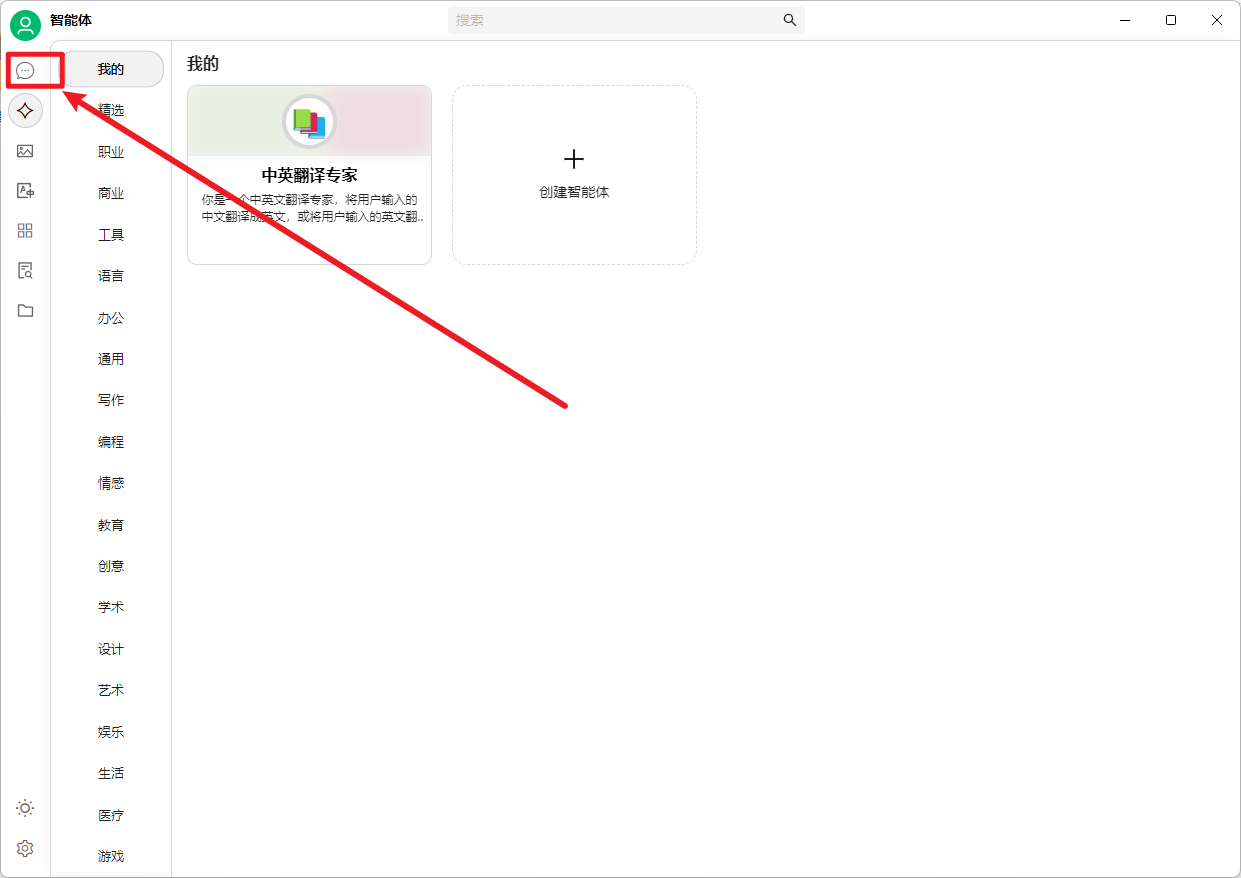 智能体
搜索
我的
精选
职业
商业
工具
语言
办公
通用
写作
编程
情感
教育
创意
学术
设计
艺术
娱乐
生活
医疗
游戏
我的
中英翻译专家
你是一个中英文翻译专家，将用户输入的
中文翻译成英文，或将用户输入的英文翻..
创建智能体